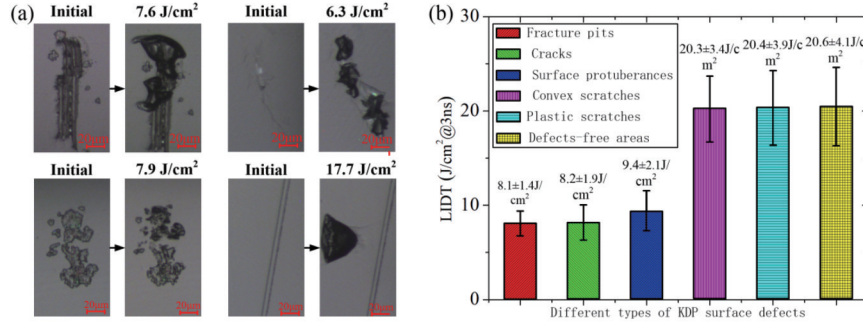 (a)
Initial 7.6 J/cm² Initial 6.3 J/cm²
20μm 20μm 20μm 20μm
Initial 7.9 J/cm² Initial 17.7 J/cm²
20μm 20μm 20μm 20μm
(b)
LIDT (J/cm²@3ns)
30
20
10
0
Fracture pits
Cracks
Surface protuberances
Convex scratches
Plastic scratches
Defects-free areas
8.1±1.4J/
cm²
8.2±1.9J/
cm²
9.4±2.1J/
cm²
20.3±3.4J/c
m²
20.4±3.9J/c
m²
20.6±4.1J/c
m²
Different types of KDP surface defects